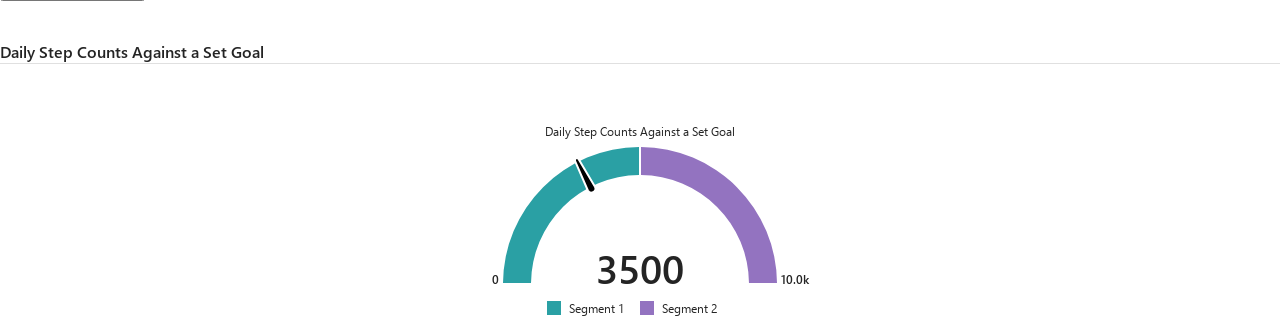 Daily Step Counts Against a Set Goal
Daily Step Counts Against a Set Goal
3500
0
10.0k
Segment 1
Segment 2